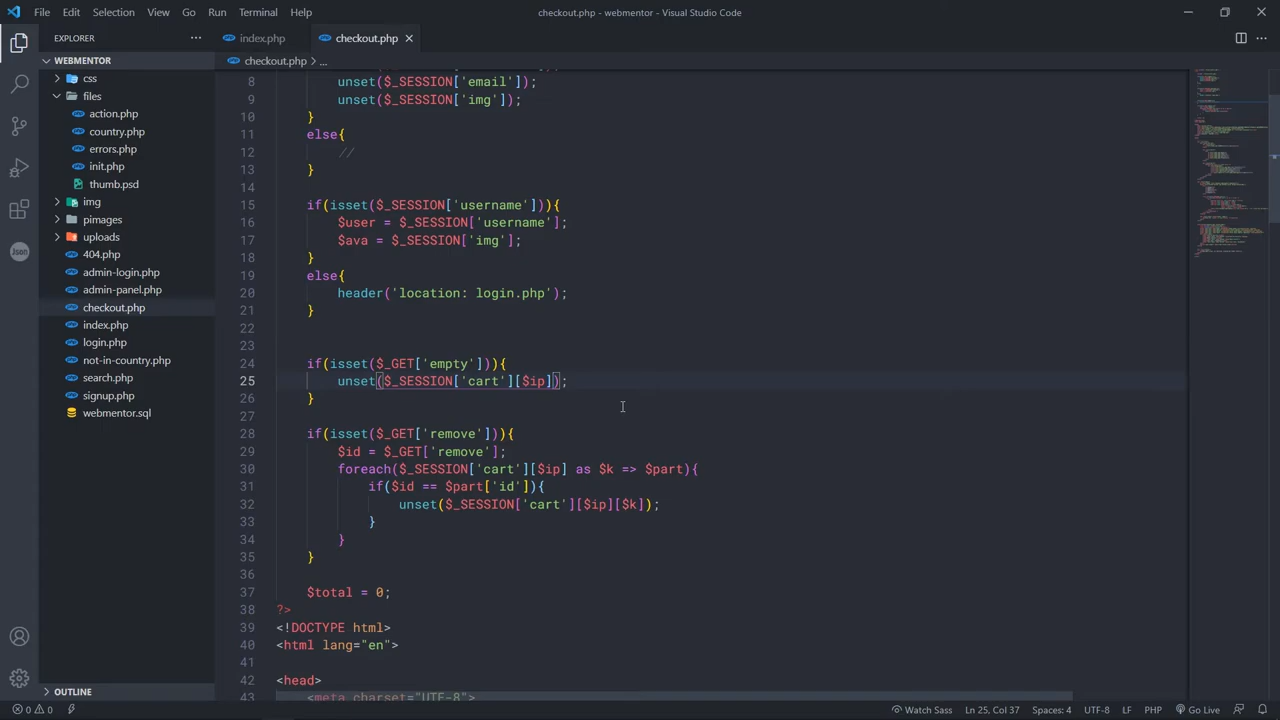 File Edit Selection View Go Run Terminal Help
checkout.php - webmentor - Visual Studio Code
EXPLORER ···
index.php
checkout.php
WEBMENTOR
checkout.php › ...
css
files
action.php
country.php
errors.php
init.php
thumb.psd
img
pimages
uploads
404.php
admin-login.php
admin-panel.php
checkout.php
index.php
login.php
not-in-country.php
search.php
signup.php
webmentor.sql
OUTLINE
Json
8 unset($_SESSION['email']);
9 unset($_SESSION['img']);
10 }
11 else{
12 //
13 }
14
15 if(isset($_SESSION['username'])){
16 $user = $_SESSION['username'];
17 $ava = $_SESSION['img'];
18 }
19 else{
20 header('location: login.php');
21 }
22
23
24 if(isset($_GET['empty'])){
25 unset($_SESSION['cart'][$ip]);
26 }
27
28 if(isset($_GET['remove'])){
29 $id = $_GET['remove'];
30 foreach($_SESSION['cart'][$ip] as $k => $part){
31 if($id == $part['id']){
32 unset($_SESSION['cart'][$ip][$k]);
33 }
34 }
35 }
36
37 $total = 0;
38 ?>
39 <!DOCTYPE html>
40 <html lang="en">
41
42 <head>
43 <meta charset="UTF-8">
0 0
Watch Sass Ln 25, Col 37 Spaces: 4 UTF-8 LF PHP Go Live